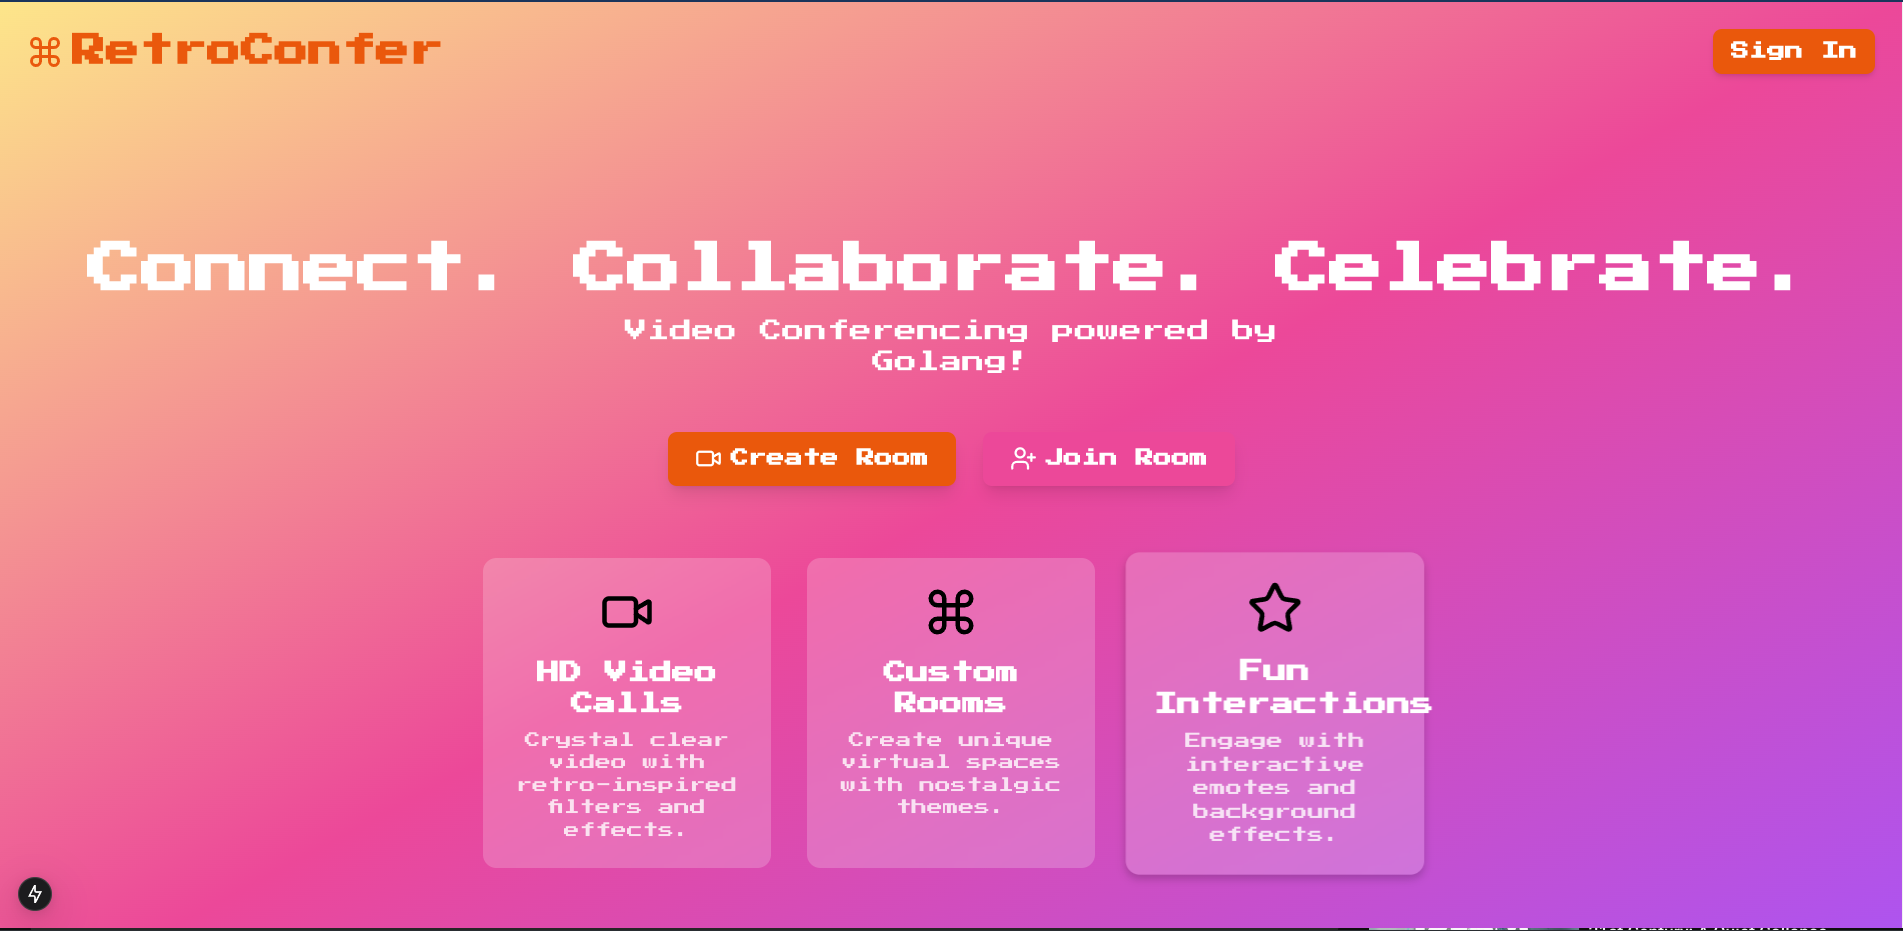 RetroConfer
Sign In
Connect. Collaborate. Celebrate.
Video Conferencing powered by
Golang!
Create Room
Join Room
HD Video
Calls
Crystal clear
video with
retro-inspired
filters and
effects.
Custom
Rooms
Create unique
virtual spaces
with nostalgic
themes.
Fun
Interactions
Engage with
interactive
emotes and
background
effects.